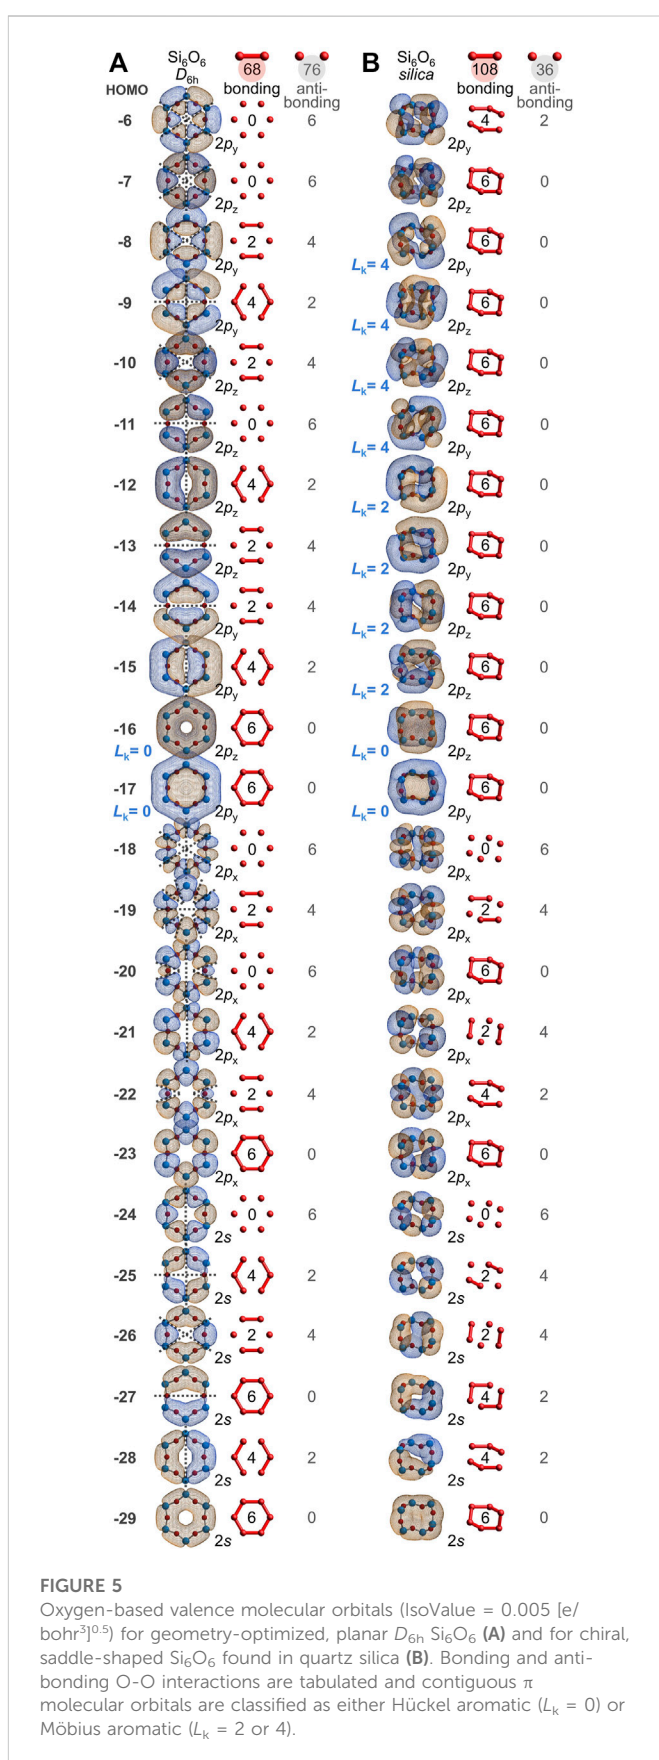 A Si6O6 D6h 68 bonding 76 anti-bonding B Si6O6 silica 108 bonding 36 anti-bonding
HOMO
-6 2py 0 6 2py 4 2
-7 2pz 0 6 2pz 6 0
-8 2py 2 4 Lk= 4 2py 6 0
-9 2py 4 2 Lk= 4 2pz 6 0
-10 2pz 2 4 Lk= 4 2pz 6 0
-11 2pz 0 6 Lk= 4 2py 6 0
-12 2pz 4 2 Lk= 2 2py 6 0
-13 2pz 2 4 Lk= 2 2py 6 0
-14 2py 2 4 Lk= 2 2pz 6 0
-15 2py 4 2 Lk= 2 2pz 6 0
-16 Lk= 0 2pz 6 0 Lk= 0 2pz 6 0
-17 Lk= 0 2py 6 0 Lk= 0 2py 6 0
-18 2px 0 6 2px 0 6
-19 2px 2 4 2px 2 4
-20 2px 0 6 2px 6 0
-21 2px 4 2 2px 2 4
-22 2px 2 4 2px 4 2
-23 2px 6 0 2px 6 0
-24 2s 0 6 2s 0 6
-25 2s 4 2 2s 2 4
-26 2s 2 4 2s 2 4
-27 2s 6 0 2s 4 2
-28 2s 4 2 2s 4 2
-29 2s 6 0 2s 6 0
FIGURE 5
Oxygen-based valence molecular orbitals (IsoValue = 0.005 [e/
bohr3]0.5) for geometry-optimized, planar D6h Si6O6 (A) and for chiral,
saddle-shaped Si6O6 found in quartz silica (B). Bonding and anti-
bonding O-O interactions are tabulated and contiguous π
molecular orbitals are classified as either Hückel aromatic (Lk = 0) or
Möbius aromatic (Lk = 2 or 4).